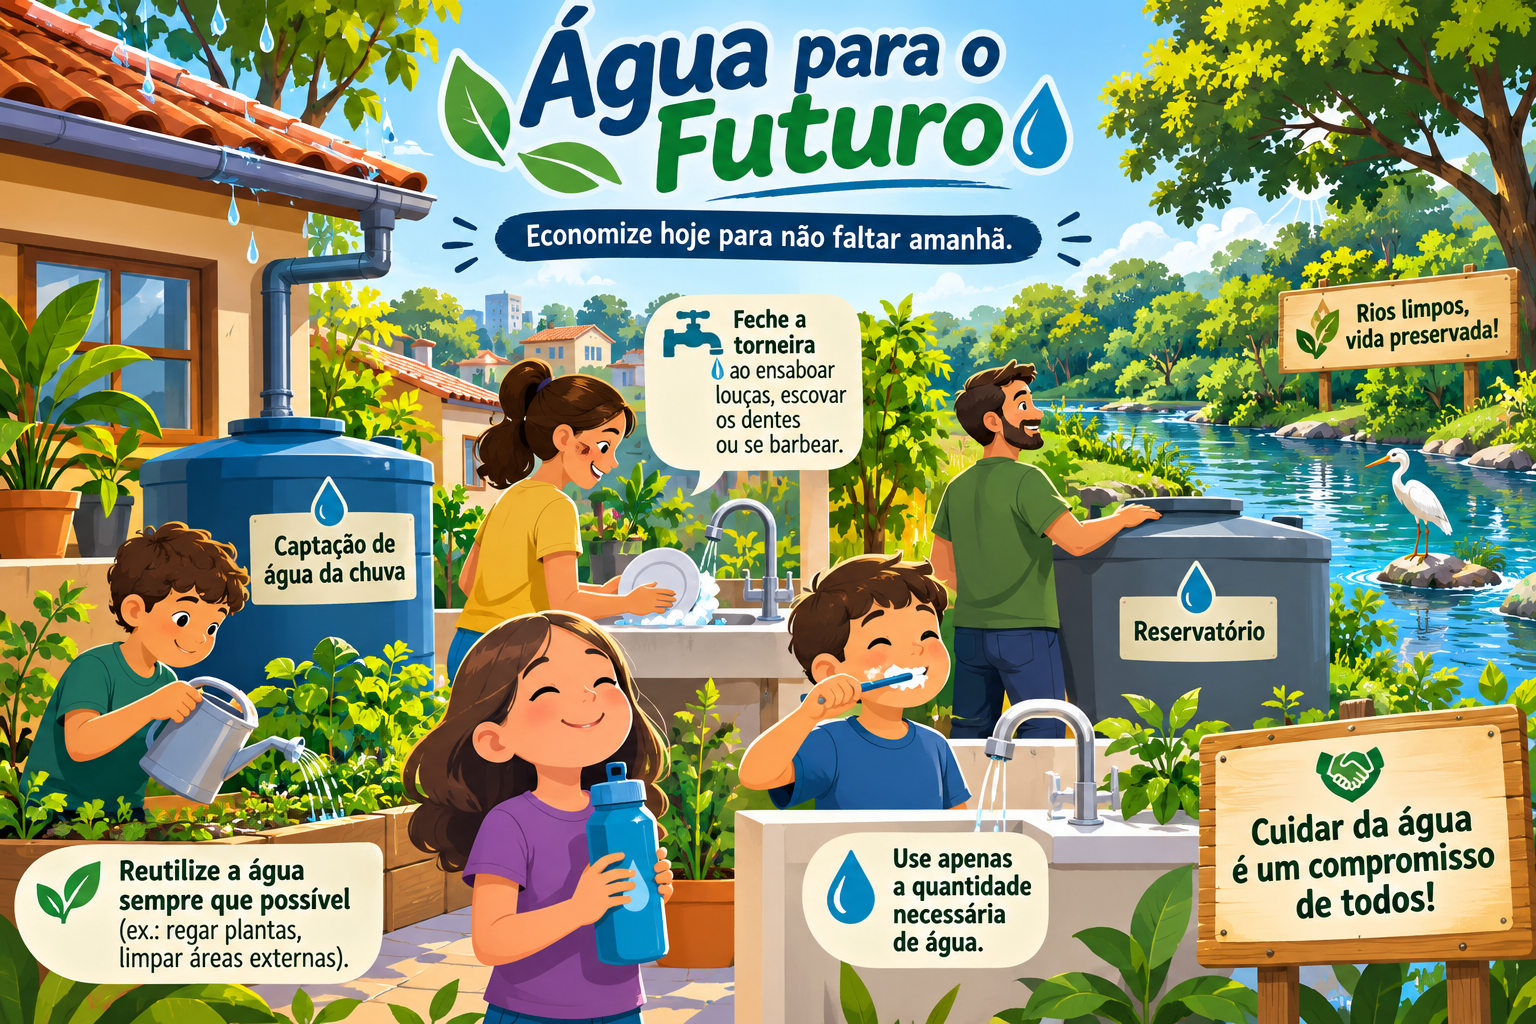 Água para o
Futuro
Economize hoje para não faltar amanhã.
Feche a
torneira
ao ensaboar
louças, escovar
os dentes
ou se barbear.
Rios limpos,
vida preservada!
Captação de
água da chuva
Reservatório
Reutilize a água
sempre que possível
(ex.: regar plantas,
limpar áreas externas).
Use apenas
a quantidade
necessária
de água.
Cuidar da água
é um compromisso
de todos!